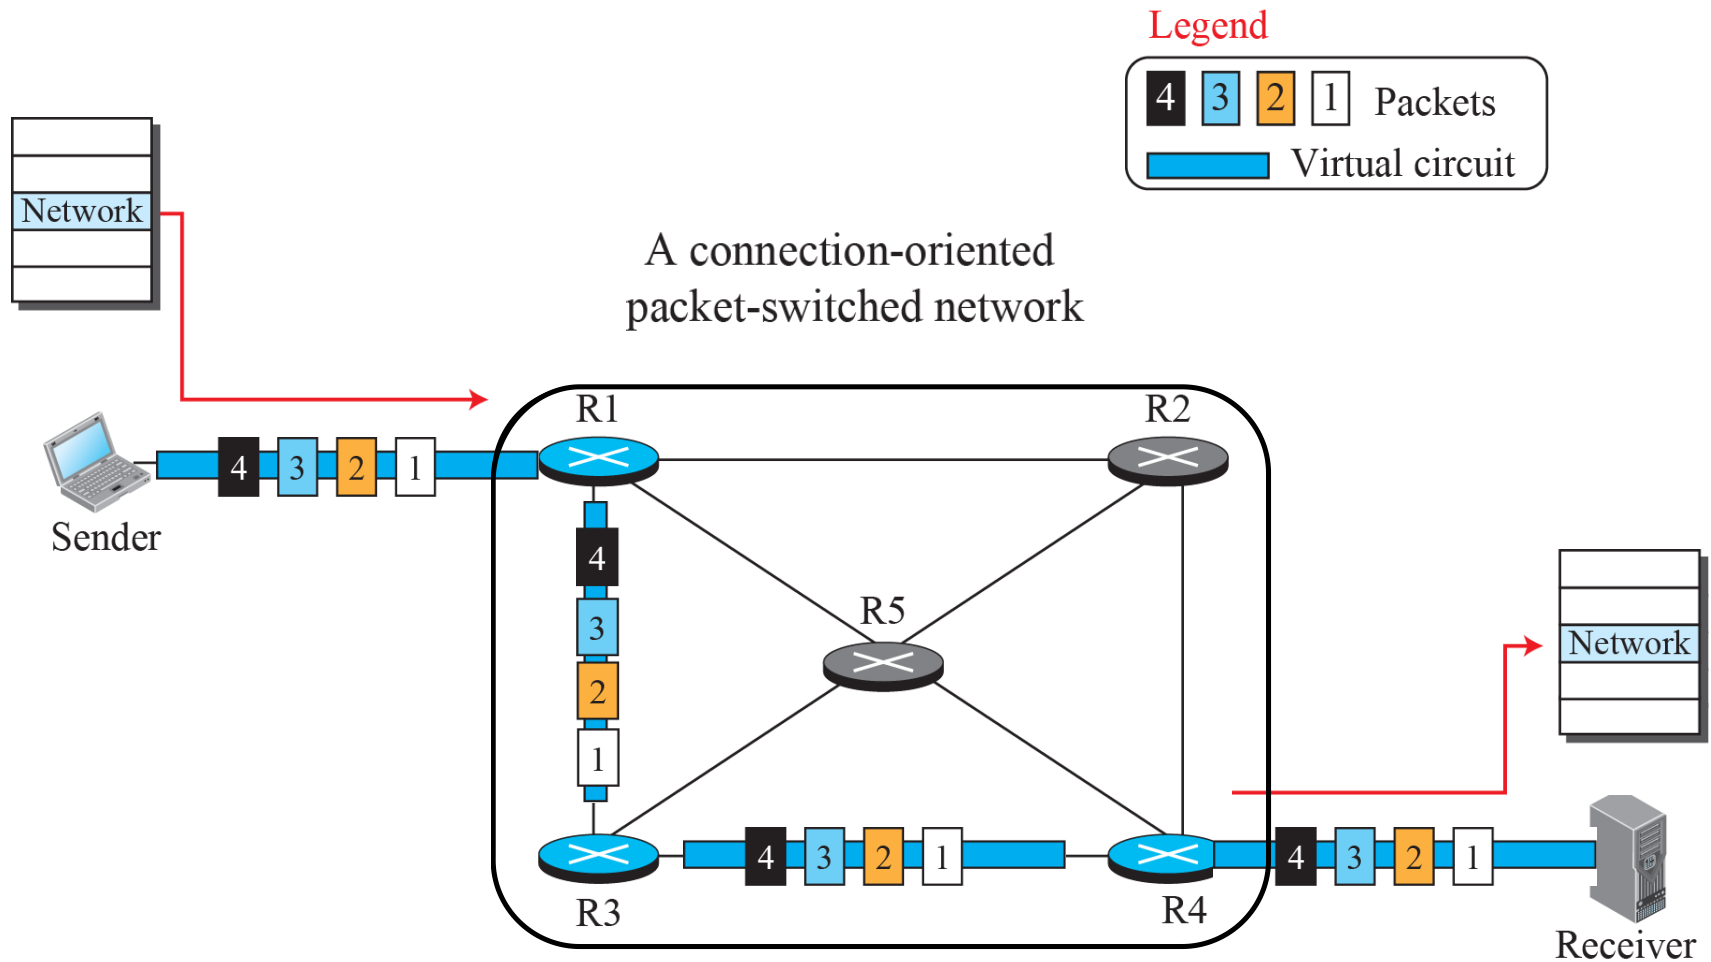 Legend
4 3 2 1 Packets
Virtual circuit
Network
A connection-oriented
packet-switched network
R1
R2
4 3 2 1
Sender
4
3
2
1
R5
Network
4 3 2 1
4 3 2 1
R3
R4
Receiver